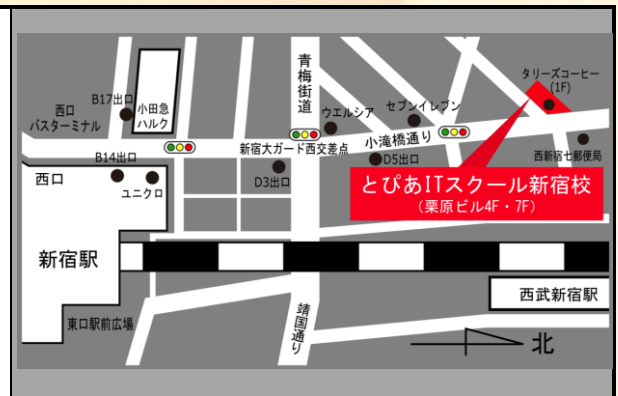 青梅街道
タリーズコーヒー
(1F)
西口
バスターミナル
B17出口
小田急
ハルク
ウエルシア
セブンイレブン
小滝橋通り
新宿大ガード西交差点
西新宿七郵便局
B14出口
西口
ユニクロ
D3出口
D5出口
とぴあITスクール新宿校
(栗原ビル4F・7F)
新宿駅
西武新宿駅
東口駅前広場
靖国通り
北